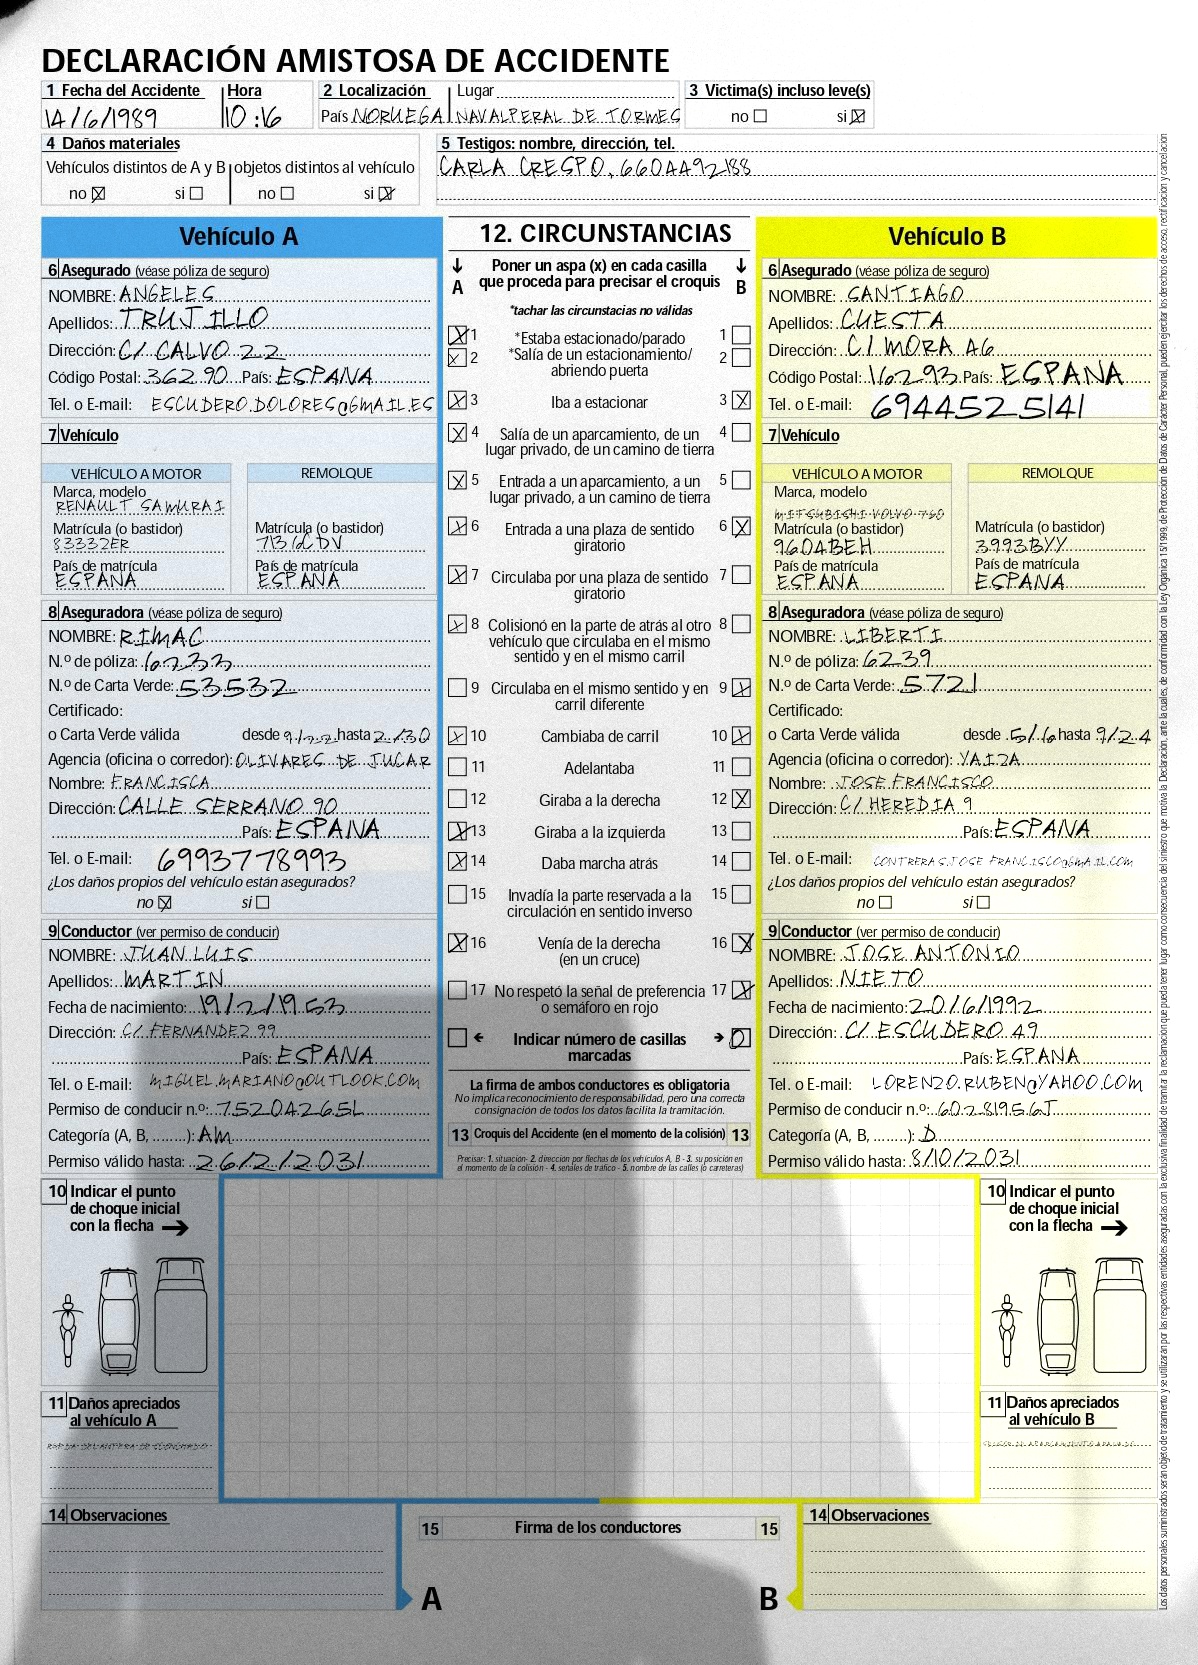 DECLARACIÓN AMISTOSA DE ACCIDENTE
1 Fecha del Accidente Hora 2 Localización Lugar 3 Victima(s) incluso leve(s)
14/6/1989 10:16 País NORUEGA NAVALPERAL DE TORMES no si
4 Daños materiales
Vehículos distintos de A y B objetos distintos al vehículo
no si no si
5 Testigos: nombre, dirección, tel.
CARLA CRESPO, 660449288
Vehículo A
6 Asegurado (véase póliza de seguro)
NOMBRE: ANGELES
Apellidos: TRUJILLO
Dirección: C/ CALVO 22
Código Postal: 36290 País: ESPAÑA
Tel. o E-mail: ESCUDERO.DOLORES@GMAIL.ES
7 Vehículo
VEHÍCULO A MOTOR REMOLQUE
Marca, modelo
RENAULT SAMURAI
Matrícula (o bastidor) Matrícula (o bastidor)
83332ER 7136CDV
País de matrícula País de matrícula
ESPAÑA ESPAÑA
8 Aseguradora (véase póliza de seguro)
NOMBRE: RIMAC
N.º de póliza: 6233
N.º de Carta Verde: 53532
Certificado:
o Carta Verde válida desde hasta 2/30
Agencia (oficina o corredor): OLIVARES DE JUCAR
Nombre: FRANCISCA
Dirección: CALLE SERRANO 90
País: ESPAÑA
Tel. o E-mail: 6993778993
¿Los daños propios del vehículo están asegurados?
no si
9 Conductor (ver permiso de conducir)
NOMBRE: JUAN LUIS
Apellidos: MARTIN
Fecha de nacimiento: 19/2/1953
Dirección: C/ FERNANDEZ 99
País: ESPAÑA
Tel. o E-mail: MIGUEL.MARIANO@OUTLOOK.COM
Permiso de conducir n.º: 75204265L
Categoría (A, B, ........): AM
Permiso válido hasta: 26/2/2031
10 Indicar el punto
de choque inicial
con la flecha
11 Daños apreciados
al vehículo A
14 Observaciones
12. CIRCUNSTANCIAS
A Poner un aspa (x) en cada casilla B
que proceda para precisar el croquis
*tachar las circunstacias no válidas
1 *Estaba estacionado/parado 1
2 *Salía de un estacionamiento/ 2
abriendo puerta
3 Iba a estacionar 3
4 Salía de un aparcamiento, de un 4
lugar privado, de un camino de tierra
5 Entrada a un aparcamiento, a un 5
lugar privado, a un camino de tierra
6 Entrada a una plaza de sentido 6
giratorio
7 Circulaba por una plaza de sentido 7
giratorio
8 Colisionó en la parte de atrás al otro 8
vehículo que circulaba en el mismo
sentido y en el mismo carril
9 Circulaba en el mismo sentido y en 9
carril diferente
10 Cambiaba de carril 10
11 Adelantaba 11
12 Giraba a la derecha 12
13 Giraba a la izquierda 13
14 Daba marcha atrás 14
15 Invadía la parte reservada a la 15
circulación en sentido inverso
16 Venía de la derecha 16
(en un cruce)
17 No respetó la señal de preferencia 17
o semáforo en rojo
Indicar número de casillas 0
marcadas
La firma de ambos conductores es obligatoria
No implica reconocimiento de responsabilidad, pero una correcta
consignación de todos los datos facilita la tramitación.
13 Croquis del Accidente (en el momento de la colisión) 13
Precisar: 1. situación- 2. dirección por flechas de los vehículos A, B - 3. su posición en
el momento de la colisión - 4. señales de tráfico - 5. nombre de las calles (o carreteras)
15 Firma de los conductores 15
A B
Vehículo B
6 Asegurado (véase póliza de seguro)
NOMBRE: SANTIAGO
Apellidos: CUESTA
Dirección: C/ MORA 46
Código Postal: 16293 País: ESPAÑA
Tel. o E-mail: 6944525141
7 Vehículo
VEHÍCULO A MOTOR REMOLQUE
Marca, modelo
MITSUBISHI VOLVO 760
Matrícula (o bastidor) Matrícula (o bastidor)
9604BEH 3993BYY
País de matrícula País de matrícula
ESPAÑA ESPAÑA
8 Aseguradora (véase póliza de seguro)
NOMBRE: LIBERTI
N.º de póliza: 6239
N.º de Carta Verde: 5721
Certificado:
o Carta Verde válida desde 5/6 hasta 9/24
Agencia (oficina o corredor): YAIZA
Nombre: JOSE FRANCISCO
Dirección: C/ HEREDIA 9
País: ESPAÑA
Tel. o E-mail: CONTRERAS.JOSE FRANCISCO@GMAIL.COM
¿Los daños propios del vehículo están asegurados?
no si
9 Conductor (ver permiso de conducir)
NOMBRE: JOSE ANTONIO
Apellidos: NIETO
Fecha de nacimiento: 20/6/1992
Dirección: C/ ESCUDERO 49
País: ESPAÑA
Tel. o E-mail: LORENZO.RUBEN@YAHOO.COM
Permiso de conducir n.º: 60281956J
Categoría (A, B, ........): D
Permiso válido hasta: 8/10/2031
10 Indicar el punto
de choque inicial
con la flecha
11 Daños apreciados
al vehículo B
14 Observaciones
Los datos personales suministrados serán objeto de tratamiento y se utilizaran por las respectivas entidades aseguradas con la exclusiva finalidad de tramitar la reclamación que pueda tener lugar como consecuencia del siniestro que motiva la Declaración, ante la cuales, de conformidad con la Ley Orgánica 15/1999, de Protección de Datos de Carácter Personal, pueden ejercitar los derechos de acceso, rectificación y cancelación